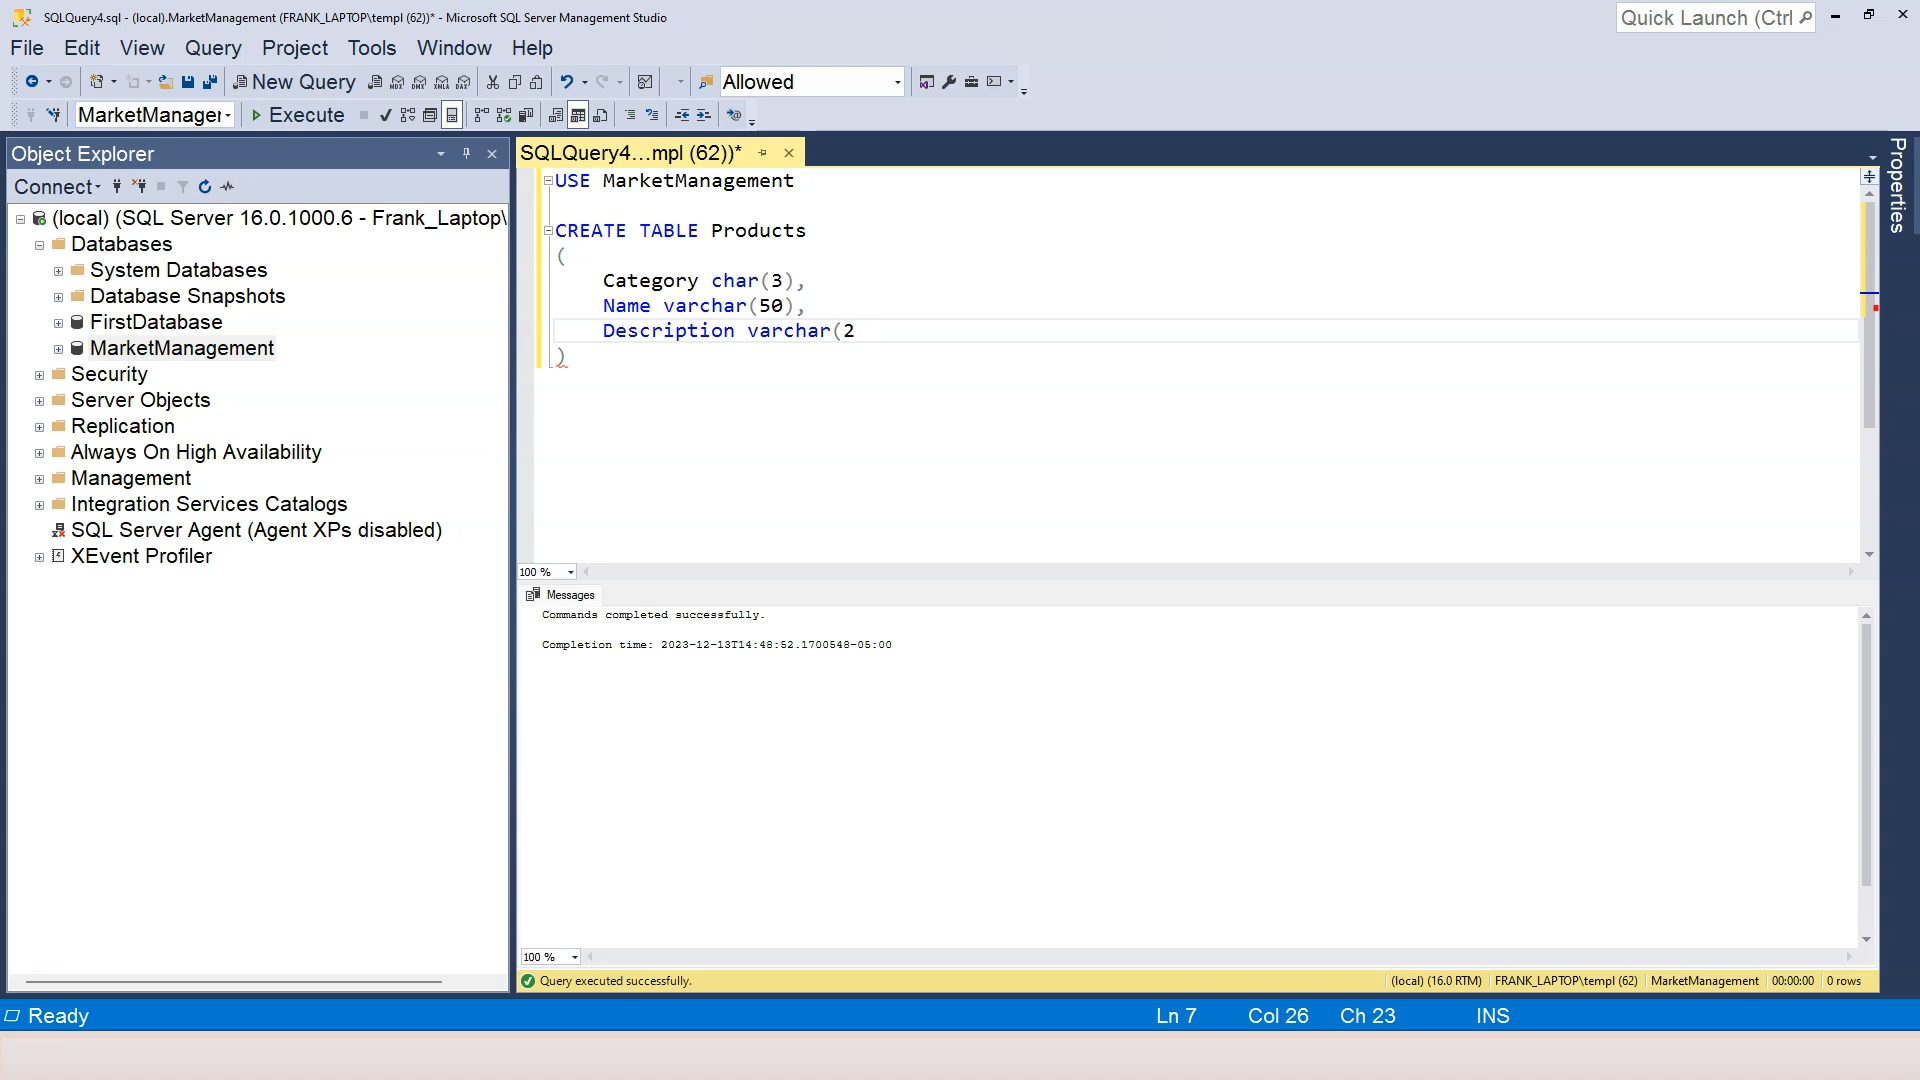 SQLQuery4.sql - (local).MarketManagement (FRANK_LAPTOP\templ (62))* - Microsoft SQL Server Management Studio
Quick Launch (Ctrl
File Edit View Query Project Tools Window Help
New Query
Allowed
MarketManager
Execute
Object Explorer
SQLQuery4...mpl (62))*
Properties
Connect
(local) (SQL Server 16.0.1000.6 - Frank_Laptop\
Databases
System Databases
Database Snapshots
FirstDatabase
MarketManagement
Security
Server Objects
Replication
Always On High Availability
Management
Integration Services Catalogs
SQL Server Agent (Agent XPs disabled)
XEvent Profiler
USE MarketManagement
CREATE TABLE Products
(
Category char(3),
Name varchar(50),
Description varchar(2
)
100 %
Messages
Commands completed successfully.
Completion time: 2023-12-13T14:48:52.1700548-05:00
100 %
Query executed successfully.
(local) (16.0 RTM) FRANK_LAPTOP\templ (62) MarketManagement 00:00:00 0 rows
Ready
Ln 7 Col 26 Ch 23 INS